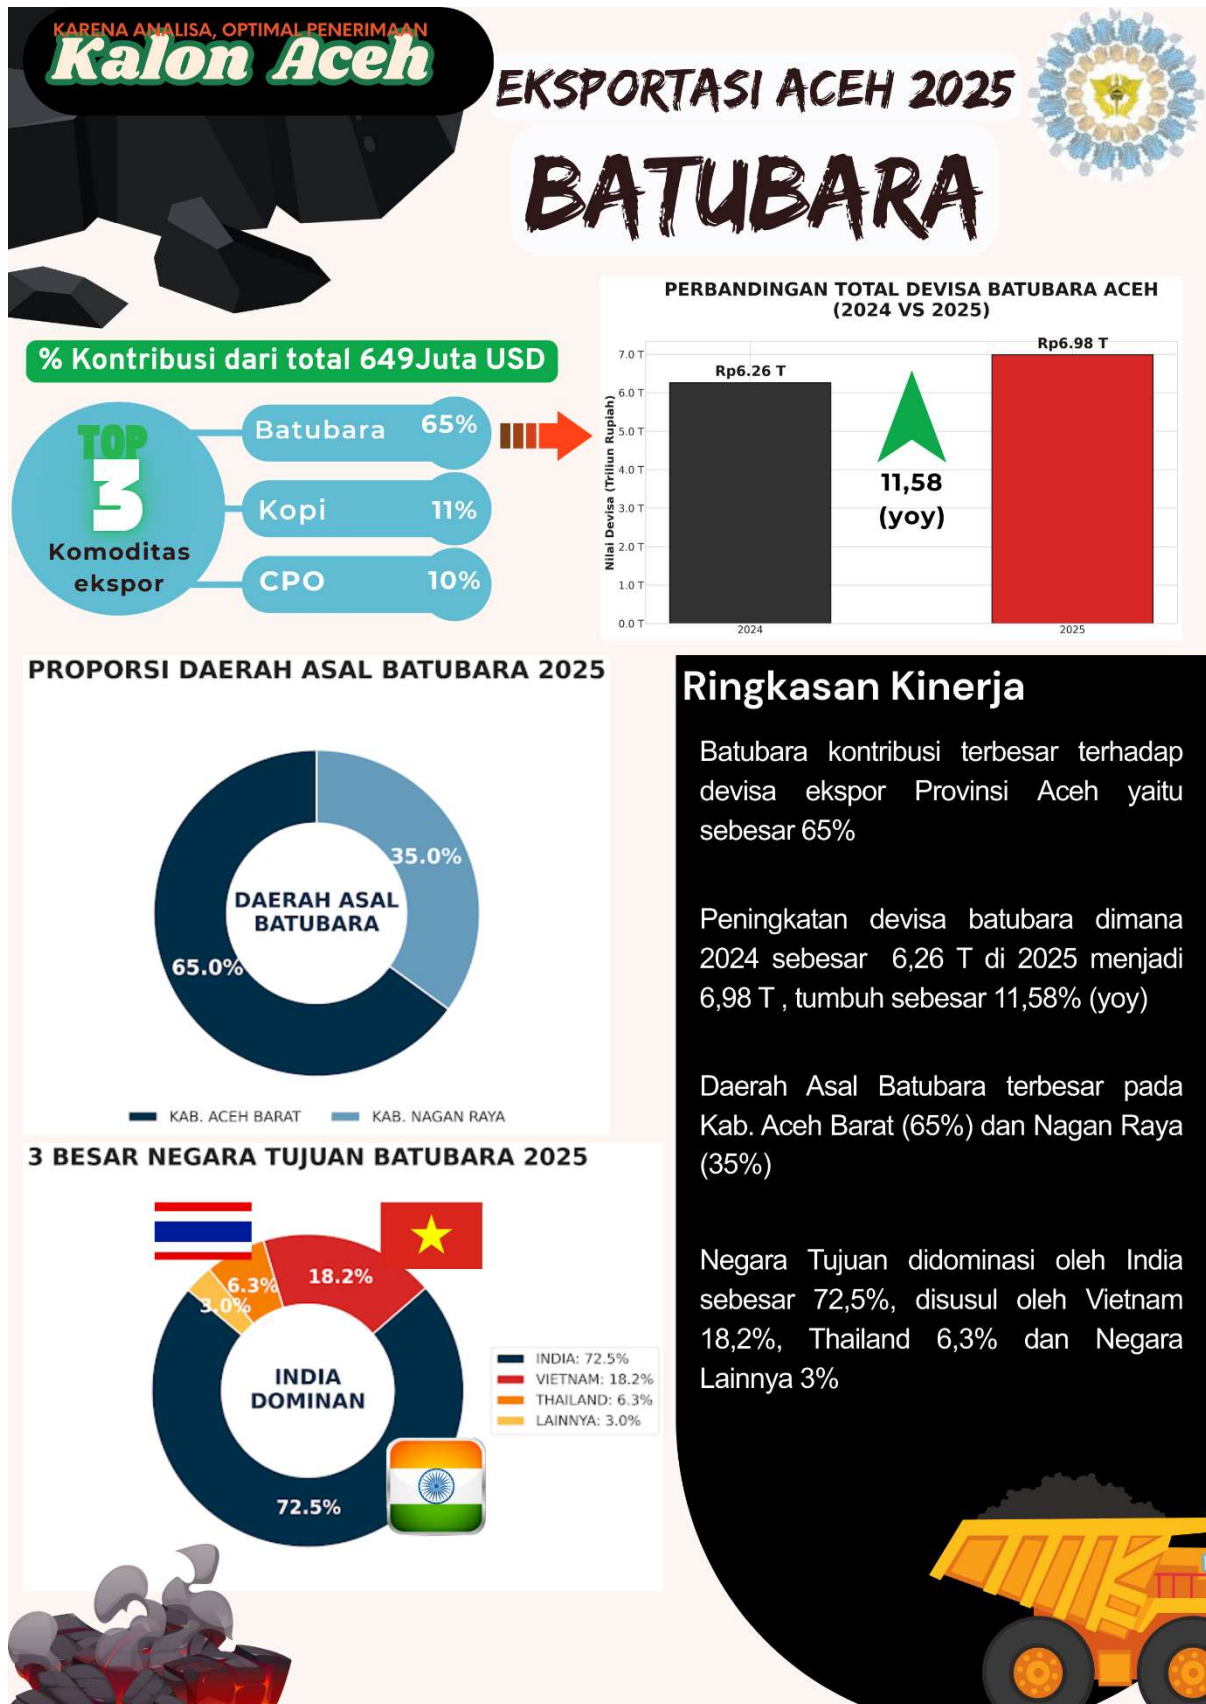 KARENA ANALISA, OPTIMAL PENERIMAAN
Kalon Aceh
EKSPORTASI ACEH 2025
BATUBARA
% Kontribusi dari total 649Juta USD
TOP
3
Komoditas
ekspor
Batubara 65%
Kopi 11%
CPO 10%
PERBANDINGAN TOTAL DEVISA BATUBARA ACEH
(2024 VS 2025)
Nilai Devisa (Triliun Rupiah)
7.0 T
6.0 T
5.0 T
4.0 T
3.0 T
2.0 T
1.0 T
0.0 T
Rp6.26 T
Rp6.98 T
11,58
(yoy)
2024
2025
PROPORSI DAERAH ASAL BATUBARA 2025
35.0%
DAERAH ASAL
BATUBARA
65.0%
KAB. ACEH BARAT
KAB. NAGAN RAYA
3 BESAR NEGARA TUJUAN BATUBARA 2025
18.2%
6.3%
3.0%
INDIA
DOMINAN
72.5%
INDIA: 72.5%
VIETNAM: 18.2%
THAILAND: 6.3%
LAINNYA: 3.0%
Ringkasan Kinerja
Batubara kontribusi terbesar terhadap
devisa ekspor Provinsi Aceh yaitu
sebesar 65%
Peningkatan devisa batubara dimana
2024 sebesar 6,26 T di 2025 menjadi
6,98 T , tumbuh sebesar 11,58% (yoy)
Daerah Asal Batubara terbesar pada
Kab. Aceh Barat (65%) dan Nagan Raya
(35%)
Negara Tujuan didominasi oleh India
sebesar 72,5%, disusul oleh Vietnam
18,2%, Thailand 6,3% dan Negara
Lainnya 3%